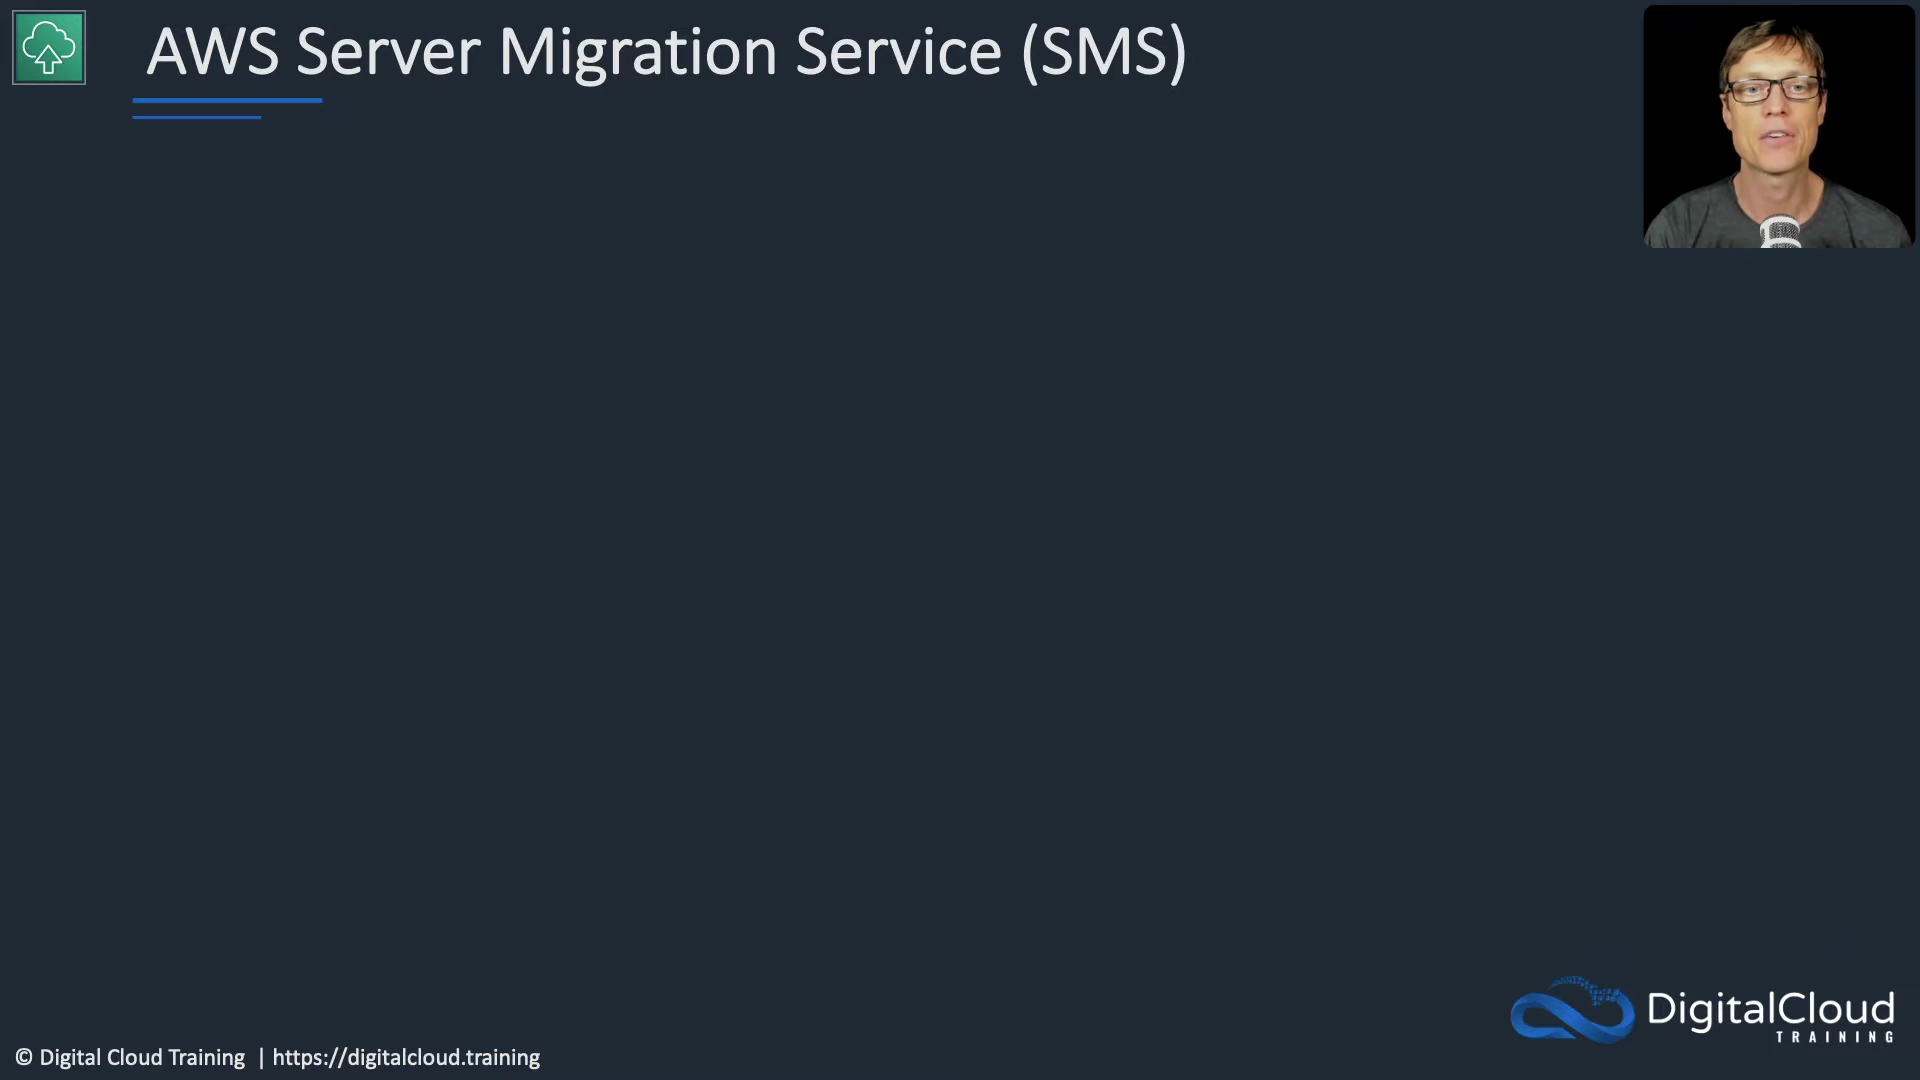 AWS Server Migration Service (SMS)
DigitalCloud
TRAINING
© Digital Cloud Training | https://digitalcloud.training